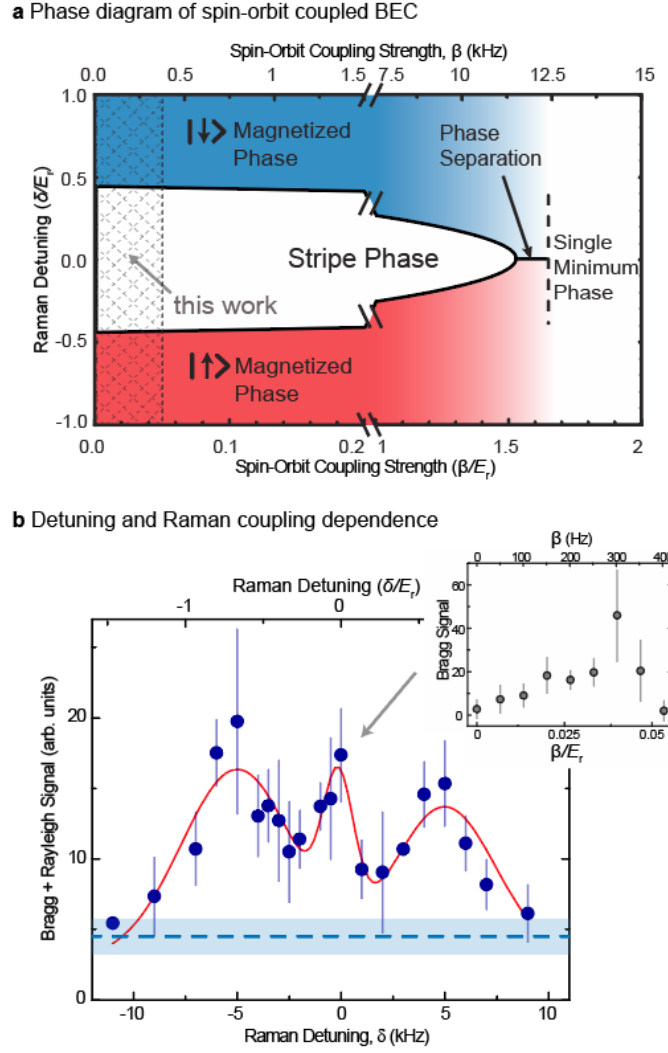 a Phase diagram of spin-orbit coupled BEC
Spin-Orbit Coupling Strength, β (kHz)
0.0 0.5 1 1.5 7.5 10 12.5 15
1.0
0.5
0.0
-0.5
-1.0
Raman Detuning (δ/Er)
|↓> Magnetized
Phase
Phase
Separation
Stripe Phase
Single
Minimum
Phase
this work
|↑> Magnetized
Phase
0.0 0.1 0.2 1 1.5 2
Spin-Orbit Coupling Strength (β/Er)
b Detuning and Raman coupling dependence
β (Hz)
0 100 200 300 400
60
40
20
0
Bragg Signal
0 0.025 0.05
β/Er
Raman Detuning (δ/Er)
-1 0
20
10
0
Bragg + Rayleigh Signal (arb. units)
-10 -5 0 5 10
Raman Detuning, δ (kHz)